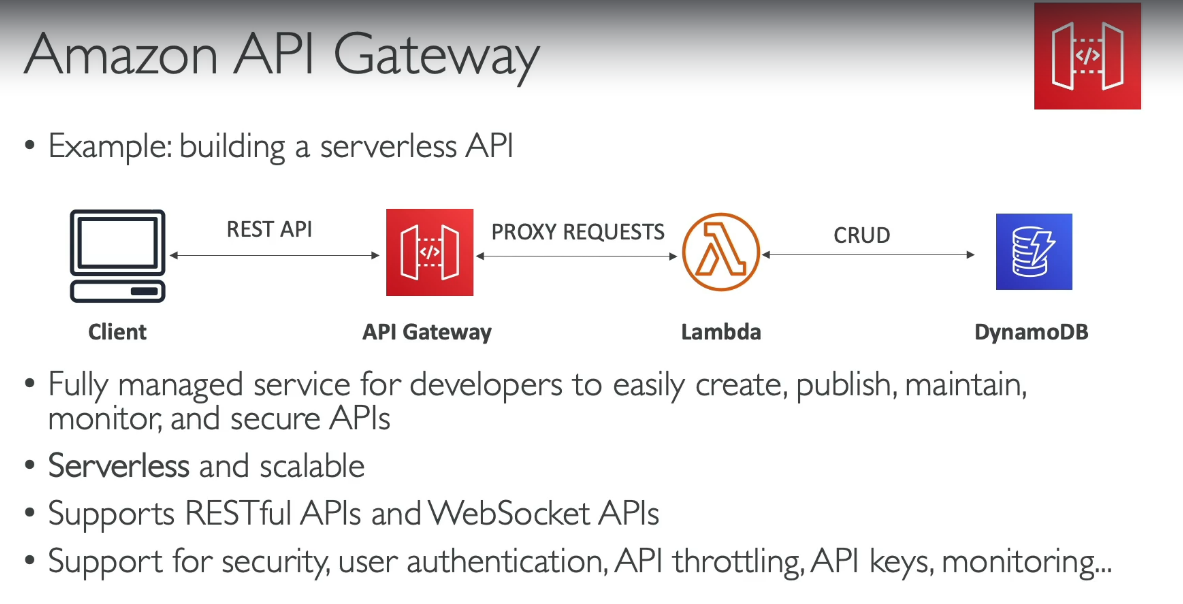 Amazon API Gateway
</>
• Example: building a serverless API
REST API
PROXY REQUESTS
CRUD
</>
Client
API Gateway
Lambda
DynamoDB
• Fully managed service for developers to easily create, publish, maintain,
monitor, and secure APIs
• Serverless and scalable
• Supports RESTful APIs and WebSocket APIs
• Support for security, user authentication, API throttling, API keys, monitoring...